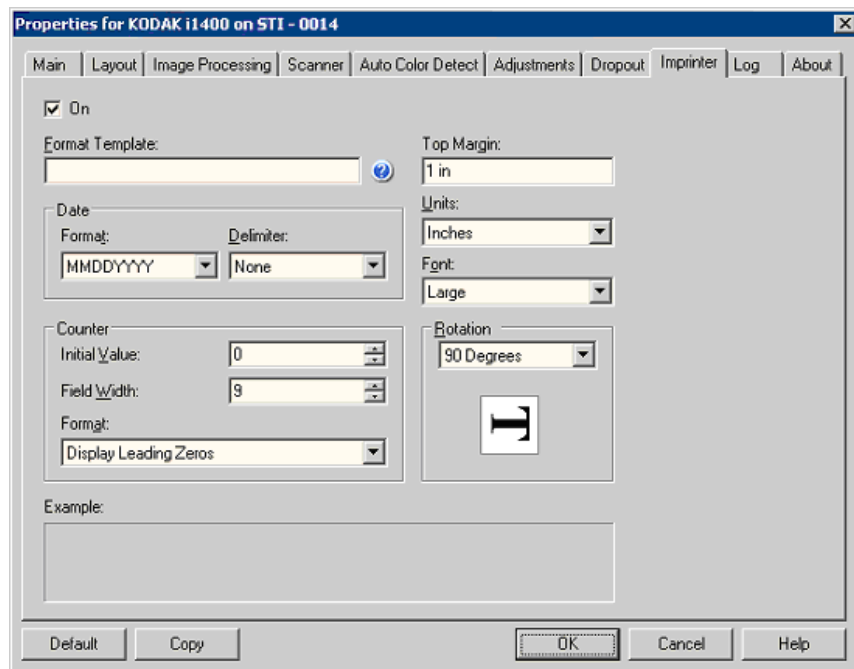 Properties for KODAK i1400 on STI - 0014
Main Layout Image Processing Scanner Auto Color Detect Adjustments Dropout Imprinter Log About
On
Format Template:
Top Margin:
1 in
Date
Format:
Delimiter:
MMDDYYYY
None
Units:
Inches
Font:
Large
Counter
Initial Value:
0
Field Width:
9
Format:
Display Leading Zeros
Rotation
90 Degrees
T
Example:
Default Copy OK Cancel Help